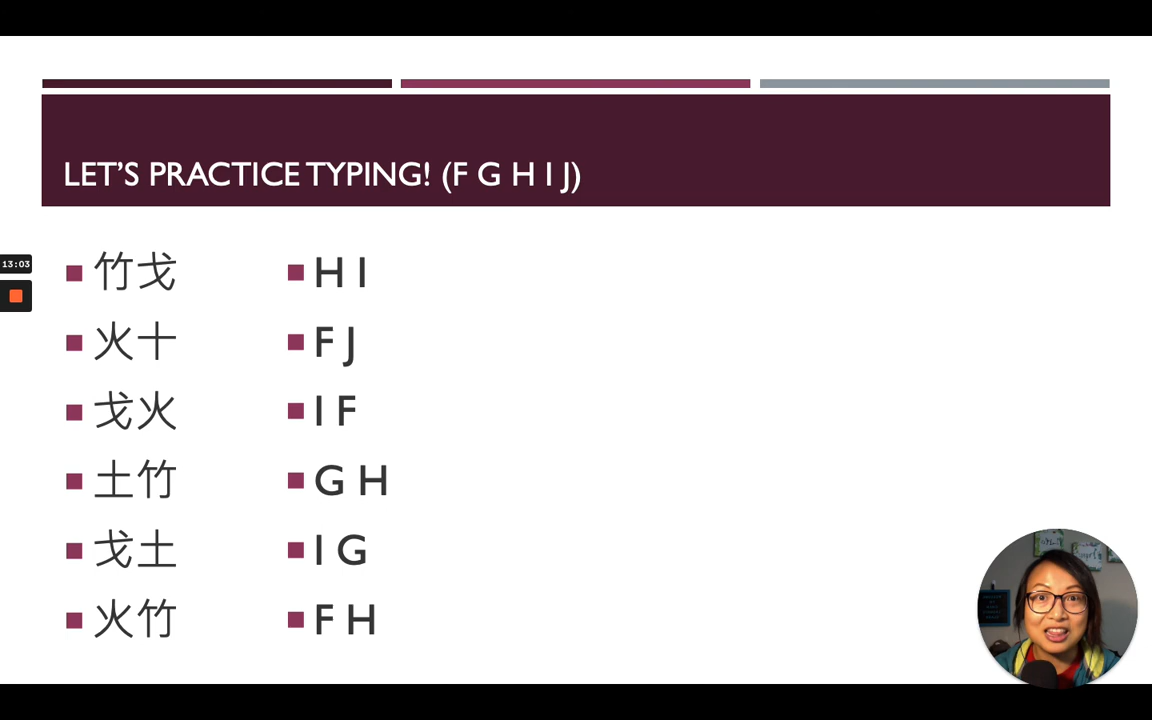 LET'S PRACTICE TYPING! (F G H I J)
13:03
竹戈 H I
火十 F J
戈火 I F
土竹 G H
戈土 I G
火竹 F H